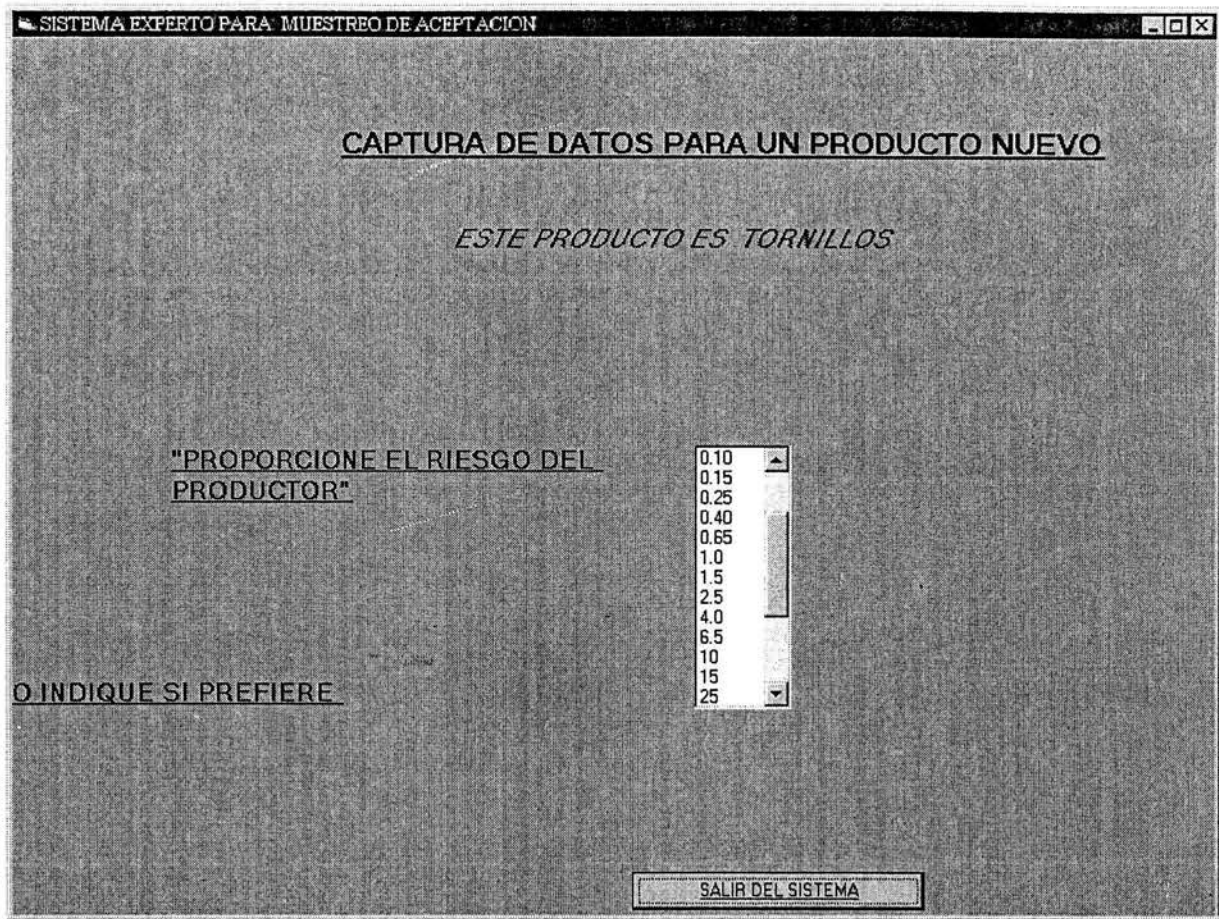 SISTEMA EXPERTO PARA: MUESTREO DE ACEPTACION
CAPTURA DE DATOS PARA UN PRODUCTO NUEVO
ESTE PRODUCTO ES TORNILLOS
"PROPORCIONE EL RIESGO DEL
PRODUCTOR"
0.10
0.15
0.25
0.40
0.65
1.0
1.5
2.5
4.0
6.5
10
15
25
O INDIQUE SI PREFIERE
SALIR DEL SISTEMA